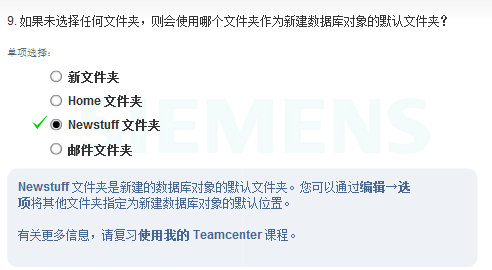 9. 如果未选择任何文件夹，则会使用哪个文件夹作为新建数据库对象的默认文件夹？
单项选择：
新文件夹
Home 文件夹
Newstuff 文件夹
邮件文件夹
SIEMENS
Newstuff 文件夹是新建的数据库对象的默认文件夹。您可以通过编辑→选
项将其他文件夹指定为新建数据库对象的默认位置。
有关更多信息，请复习使用我的 Teamcenter 课程。